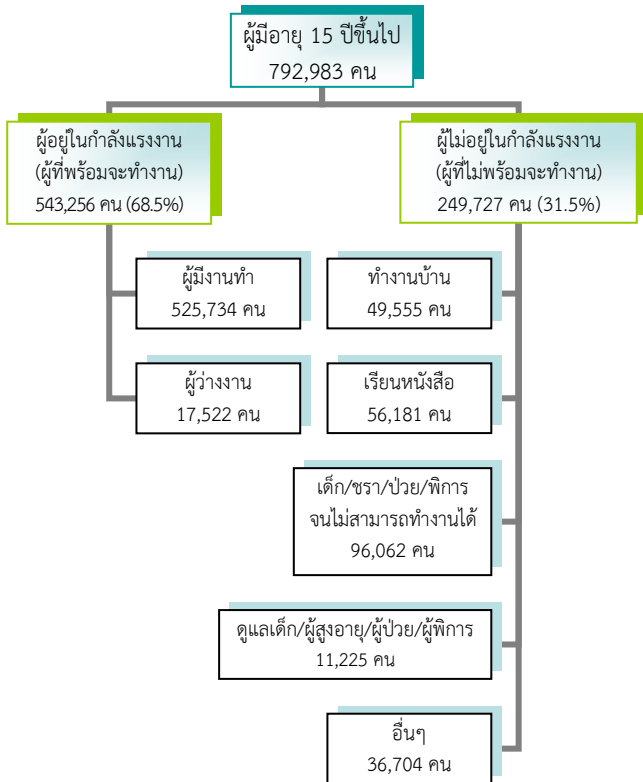 ผู้มีอายุ 15 ปีขึ้นไป
792,983 คน
ผู้อยู่ในกำลังแรงงาน
(ผู้ที่พร้อมจะทำงาน)
543,256 คน (68.5%)
ผู้ไม่อยู่ในกำลังแรงงาน
(ผู้ที่ไม่พร้อมจะทำงาน)
249,727 คน (31.5%)
ผู้มีงานทำ
525,734 คน
ผู้ว่างงาน
17,522 คน
ทำงานบ้าน
49,555 คน
เรียนหนังสือ
56,181 คน
เด็ก/ชรา/ป่วย/พิการ
จนไม่สามารถทำงานได้
96,062 คน
ดูแลเด็ก/ผู้สูงอายุ/ผู้ป่วย/ผู้พิการ
11,225 คน
อื่นๆ
36,704 คน